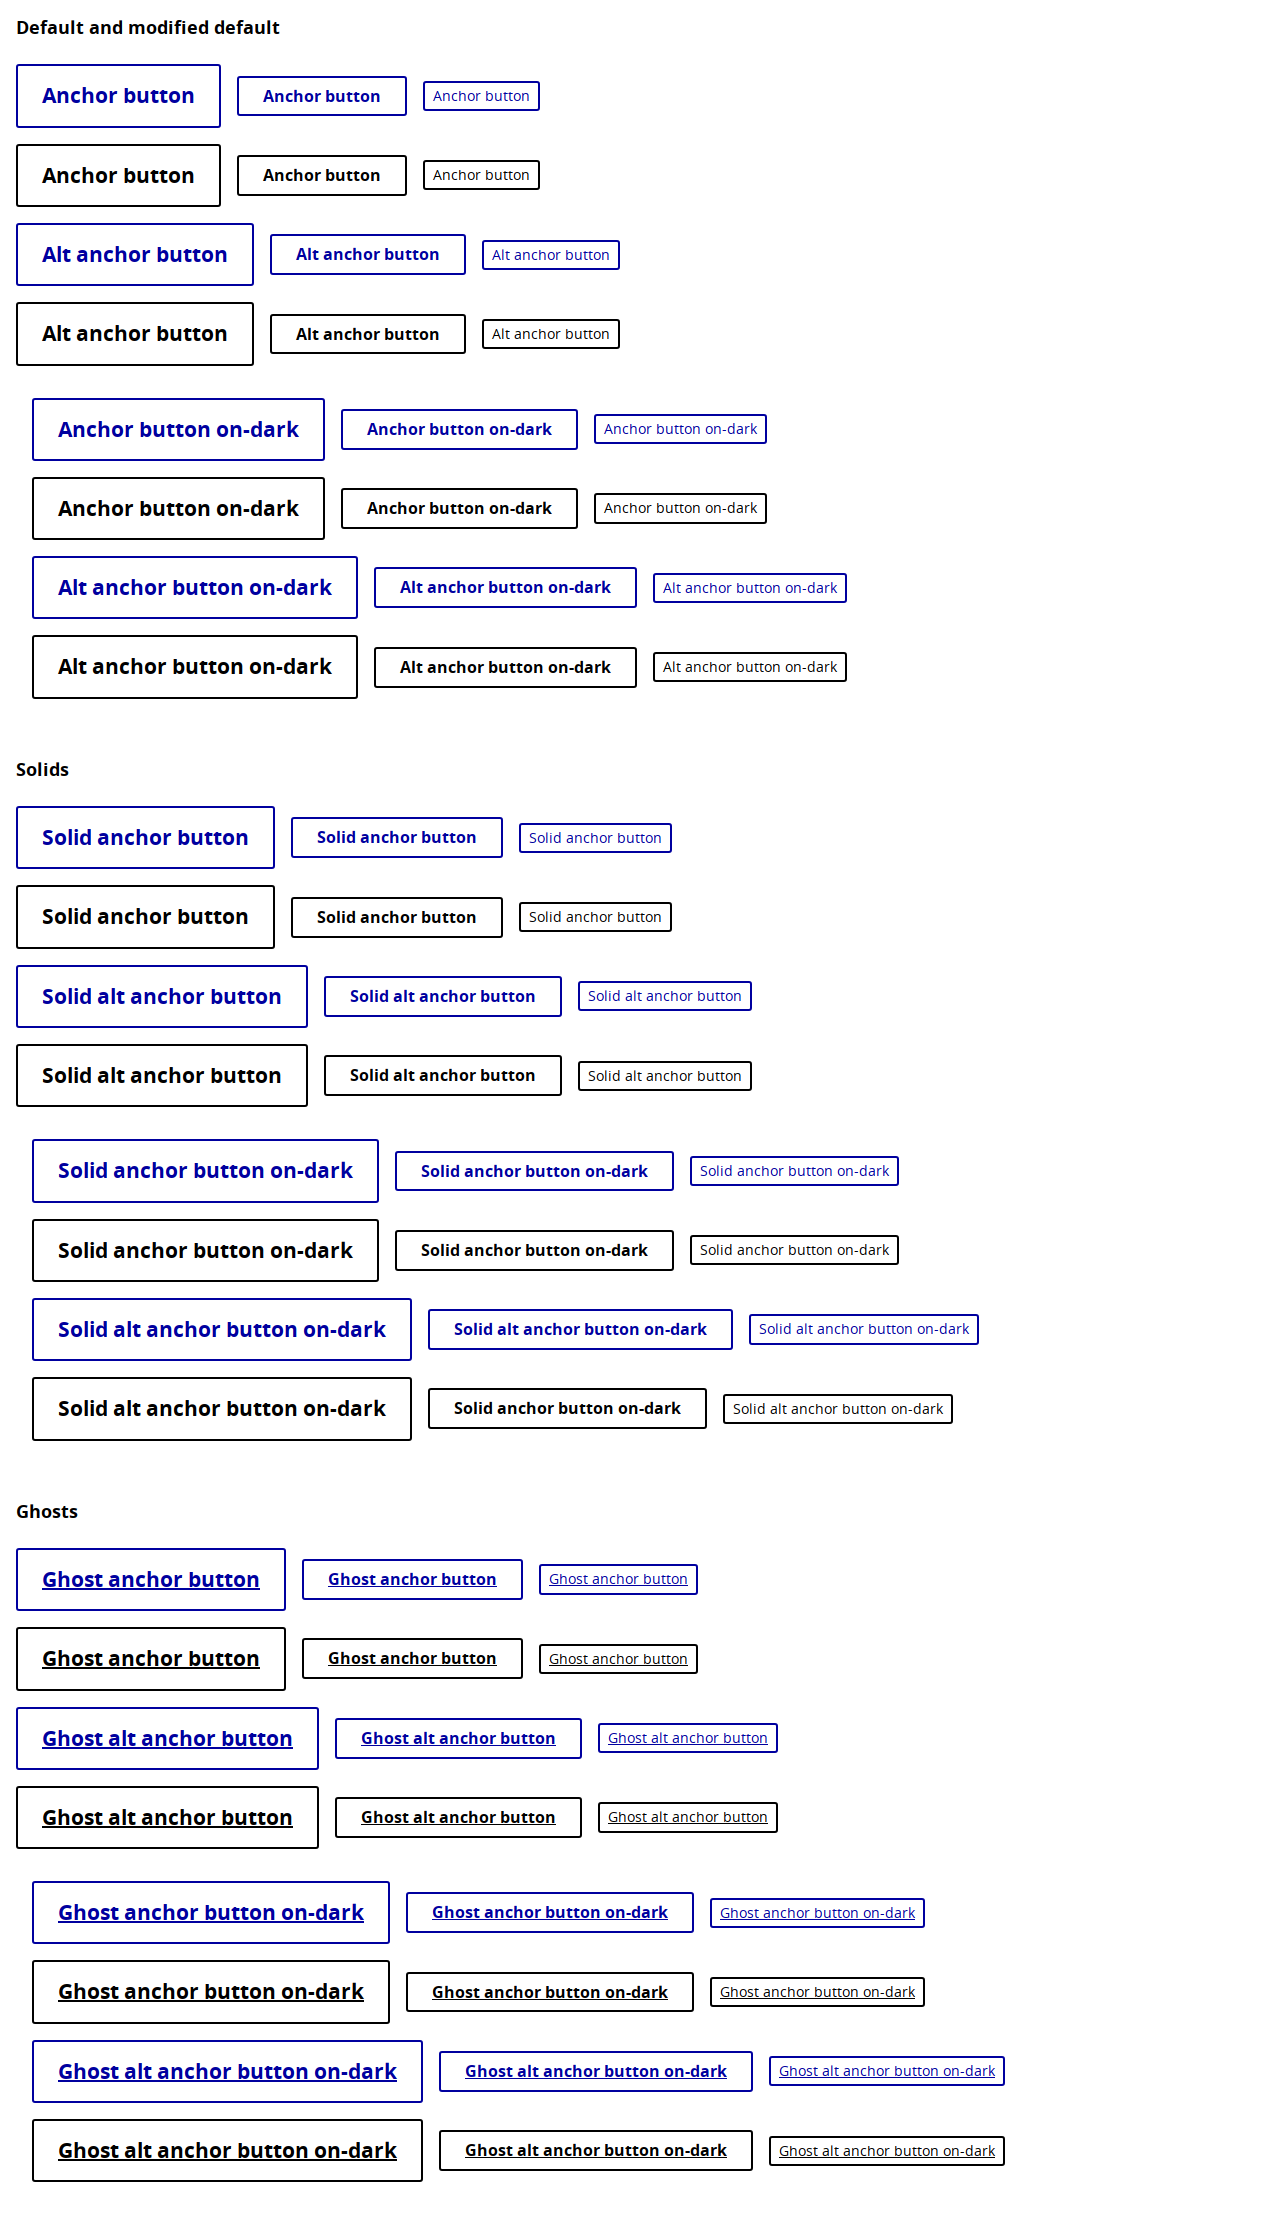 Default and modified default
Anchor button Anchor button Anchor button
Anchor button Anchor button Anchor button
Alt anchor button Alt anchor button Alt anchor button
Alt anchor button Alt anchor button Alt anchor button
Anchor button on-dark Anchor button on-dark Anchor button on-dark
Anchor button on-dark Anchor button on-dark Anchor button on-dark
Alt anchor button on-dark Alt anchor button on-dark Alt anchor button on-dark
Alt anchor button on-dark Alt anchor button on-dark Alt anchor button on-dark
Solids
Solid anchor button Solid anchor button Solid anchor button
Solid anchor button Solid anchor button Solid anchor button
Solid alt anchor button Solid alt anchor button Solid alt anchor button
Solid alt anchor button Solid alt anchor button Solid alt anchor button
Solid anchor button on-dark Solid anchor button on-dark Solid anchor button on-dark
Solid anchor button on-dark Solid anchor button on-dark Solid anchor button on-dark
Solid alt anchor button on-dark Solid alt anchor button on-dark Solid alt anchor button on-dark
Solid alt anchor button on-dark Solid anchor button on-dark Solid alt anchor button on-dark
Ghosts
Ghost anchor button Ghost anchor button Ghost anchor button
Ghost anchor button Ghost anchor button Ghost anchor button
Ghost alt anchor button Ghost alt anchor button Ghost alt anchor button
Ghost alt anchor button Ghost alt anchor button Ghost alt anchor button
Ghost anchor button on-dark Ghost anchor button on-dark Ghost anchor button on-dark
Ghost anchor button on-dark Ghost anchor button on-dark Ghost anchor button on-dark
Ghost alt anchor button on-dark Ghost alt anchor button on-dark Ghost alt anchor button on-dark
Ghost alt anchor button on-dark Ghost alt anchor button on-dark Ghost alt anchor button on-dark